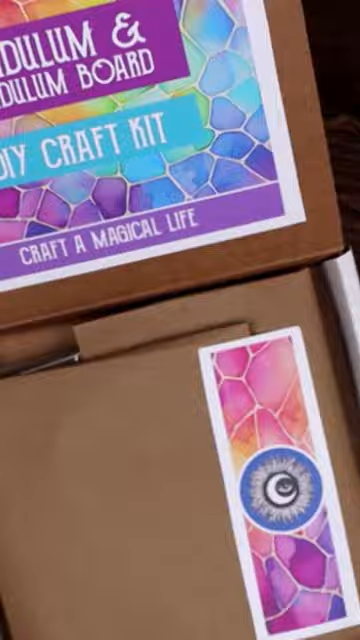 DULUM &
DULUM BOARD
DIY CRAFT KIT
CRAFT A MAGICAL LIFE